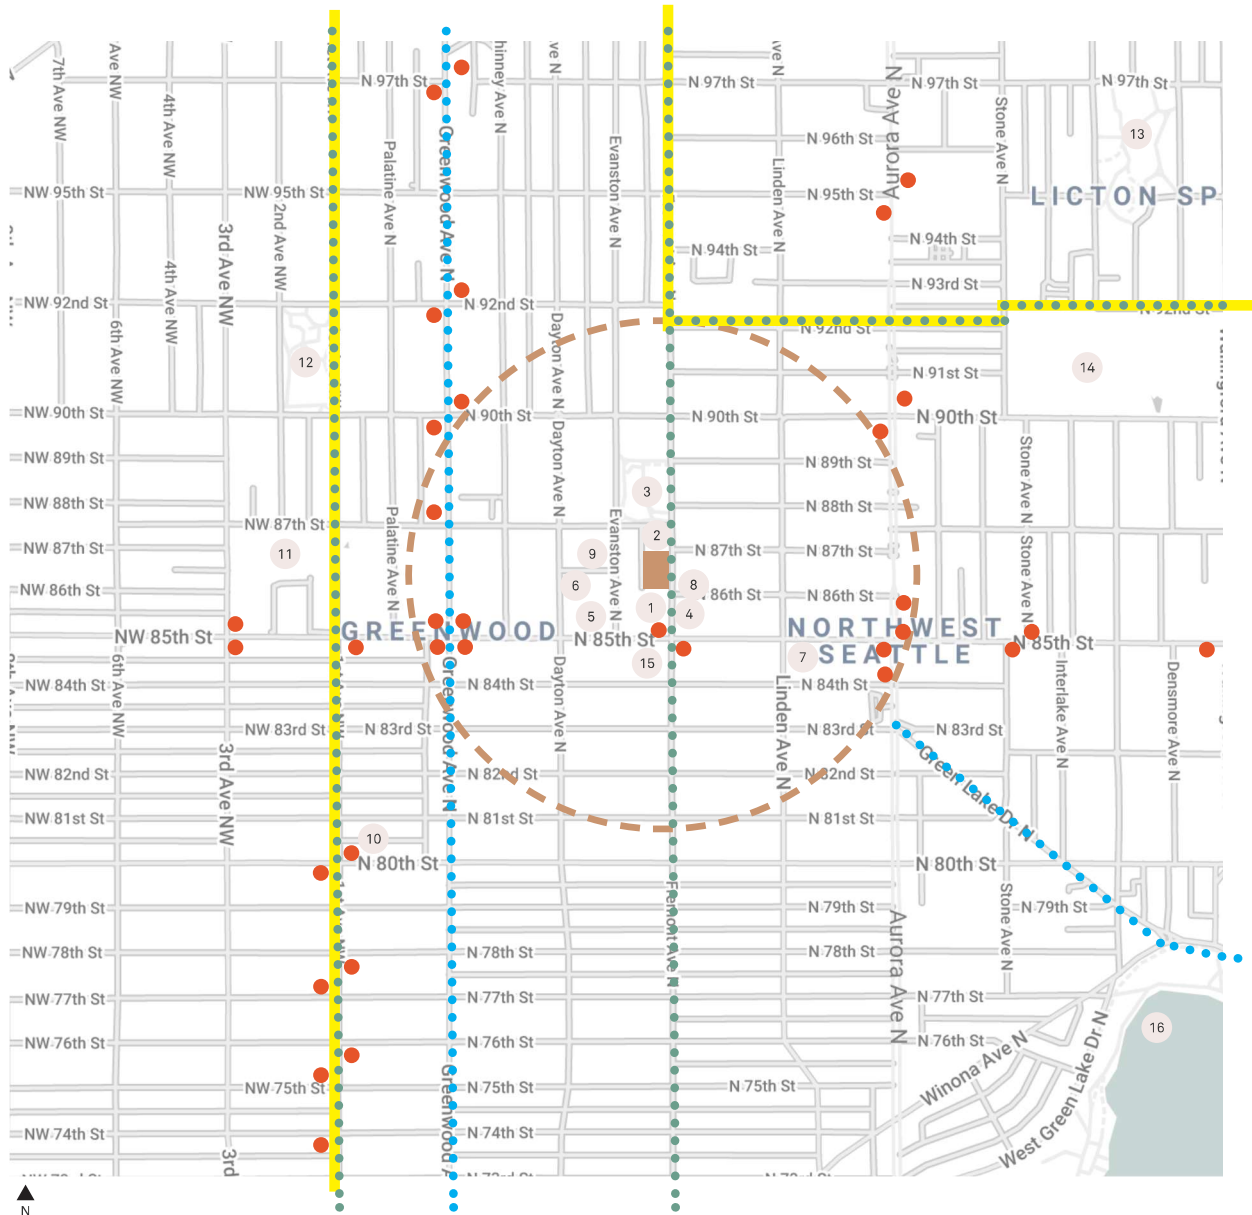 7th Ave NW
Ave NW
4th Ave NW
N 97th St
hinney Ave N
ve N
N 97th St
ve N
Aurora Ave N
N 97th St
Stone Ave N
N 97th St
13
N 96th St
Palatine Ave N
Greenwood Ave N
Evanston Ave N
Linden Ave N
NW 95th St
NW 95th St
N 95th St
LICTON SP
3rd Ave NW
2nd Ave NW
4th Ave NW
N 94th St
N 94th St
N 93rd St
NW 92nd St
N 92nd St
N 92nd St
N 92nd St
6th Ave NW
12
Dayton Ave N
N 91st St
14
NW 90th St
N 90th St
N 90th St
N 90th St
Dayton Ave N
Stone Ave N
NW 89th St
N 89th St
3
NW 88th St
N 88th St
Palatine Ave N
Evanston Ave N
NW 87th St
Stone Ave N
2
NW 87th St
11
9
N 87th St
N 87th St
6
8
NW 86th St
86th St
N 86th St
1
4
5
GREENWOOD
NORTHWEST
SEATTLE
NW 85th St
N 85th St
N 85th St
15
7
6th Ave NW
Greenwood Ave N
Dayton Ave N
Linden Ave N
Interlake Ave N
Densmore Ave N
NW 84th St
N 84th St
N 84th St
NW 83rd St
N 83rd St
N 83rd St
N 83rd St
3rd Ave NW
NW 82nd St
N 82nd St
N 82nd St
Green Lake Dr N
NW 81st St
N 81st St
N 81st St
10
N 80th St
N 80th St
Fremont Ave N
Stone Ave N
NW 79th St
N 79th St
N 79th St
Aurora Ave N
NW 78th St
N 78th St
N 78th St
NW 77th St
N 77th St
N 77th St
16
NW 76th St
N 76th St
N 76th St
Winona Ave N
West Green Lake Dr N
NW 75th St
N 75th St
N 75th St
Greenwood A
NW 74th St
N 74th St
3rd
N